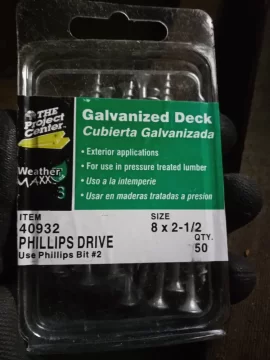 THE
Project
Center
Galvanized Deck
Cubierta Galvanizada
• Exterior applications
• For use in pressure treated lumber
• Uso a la intemperie
• Usar en maderas tratadas a presion
Weather
MAXX
3
ITEM
40932
PHILLIPS DRIVE
Use Phillips Bit #2
SIZE
8 x 2-1/2
QTY.
50